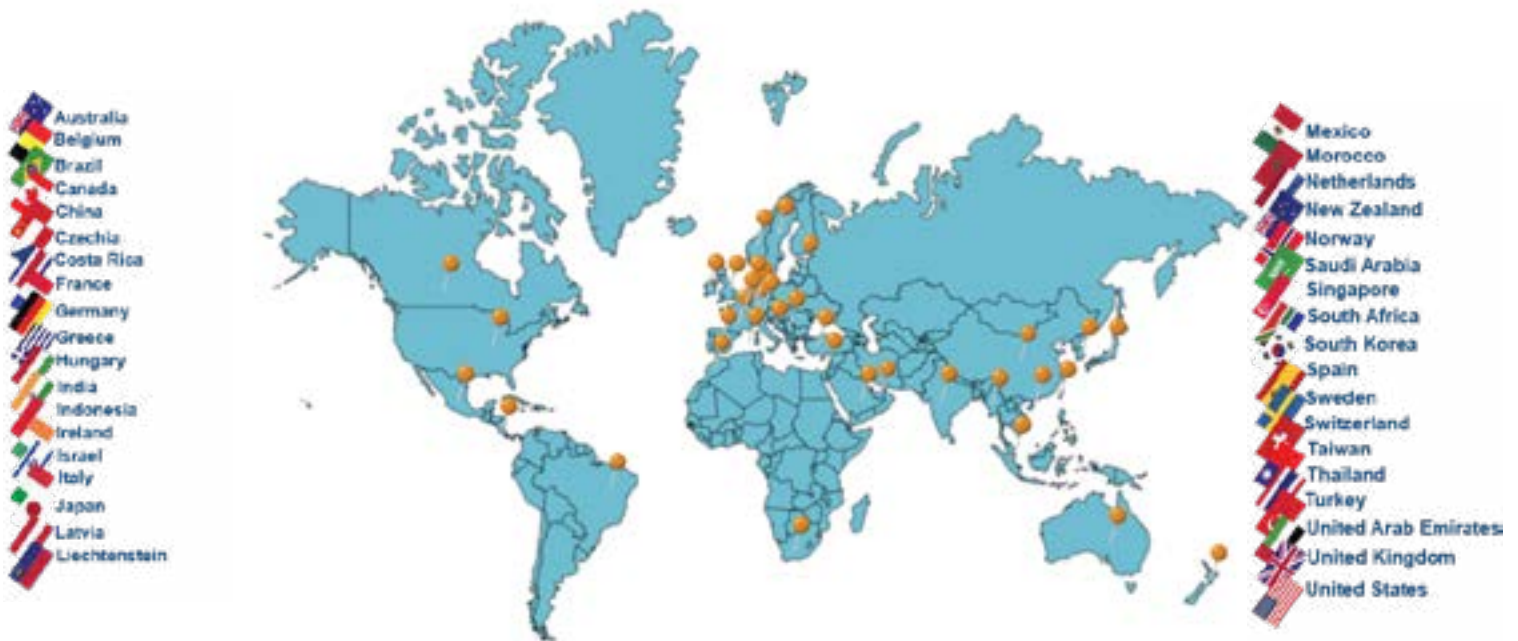 Australia
Belgium
Brazil
Canada
China
Czechia
Costa Rica
France
Germany
Greece
Hungary
India
Indonesia
Ireland
Israel
Italy
Japan
Latvia
Liechtenstein
Mexico
Morocco
Netherlands
New Zealand
Norway
Saudi Arabia
Singapore
South Africa
South Korea
Spain
Sweden
Switzerland
Taiwan
Thailand
Turkey
United Arab Emirates
United Kingdom
United States